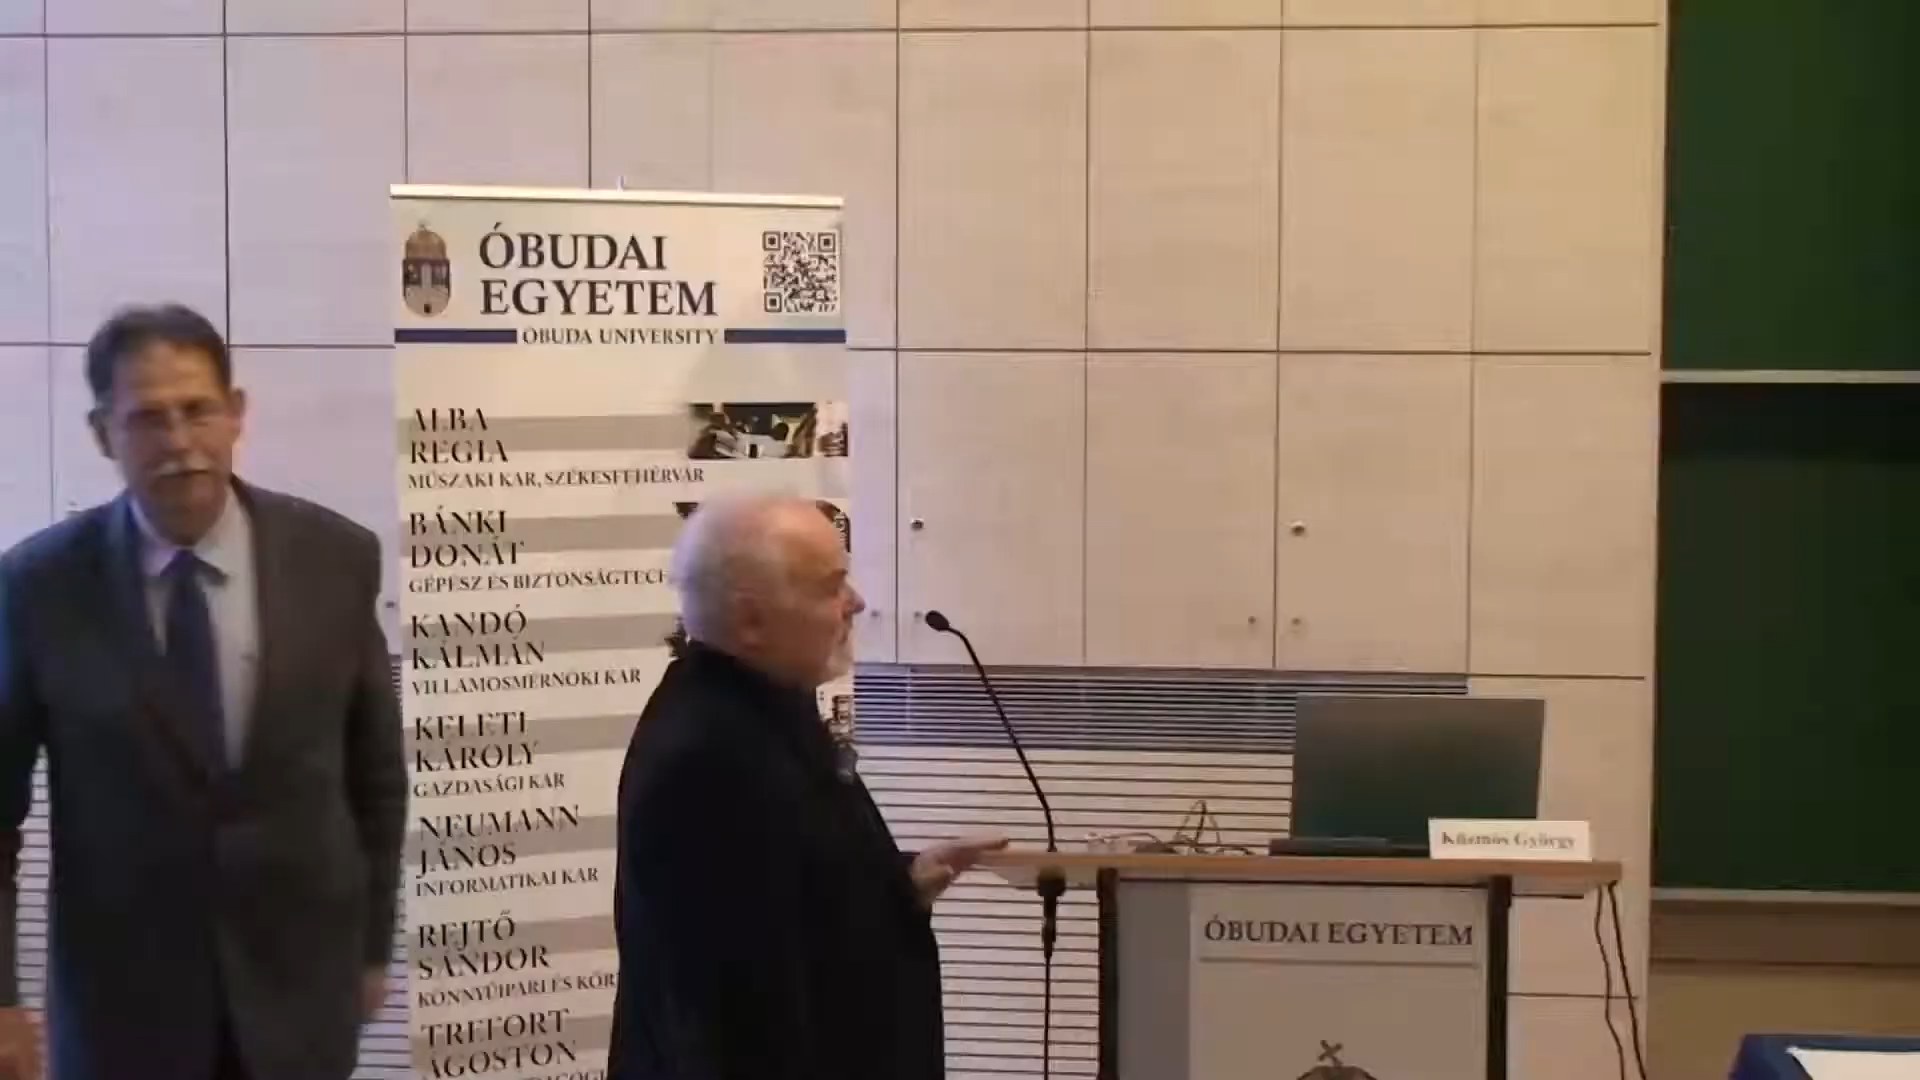 ÓBUDAI
EGYETEM
ÓBUDA UNIVERSITY
ALBA
REGIA
MŰSZAKI KAR, SZÉKESFEHÉRVÁR
BÁNKI
DONÁT
GÉPÉSZ ÉS BIZTONSÁGTECH
KANDÓ
KÁLMÁN
VILLAMOSMÉRNÖKI KAR
KELETI
KÁROLY
GAZDASÁGI KAR
NEUMANN
JÁNOS
INFORMATIKAI KAR
REJTŐ
SÁNDOR
KÖNNYŰIPARI ÉS KÖR
TREFORT
ÁGOSTON
György
ÓBUDAI EGYETEM